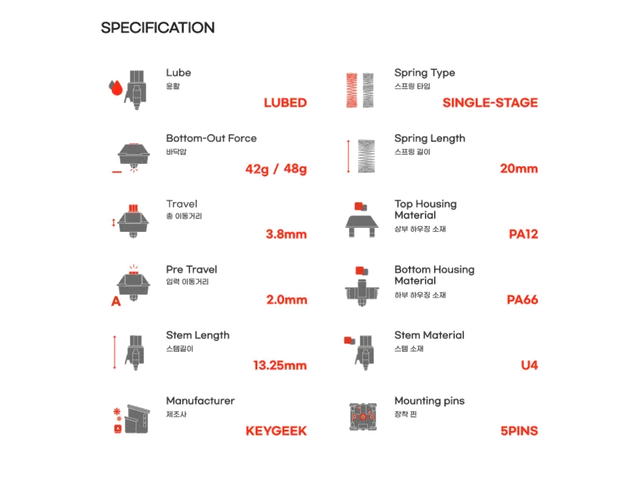 SPECIFICATION
Lube
윤활
LUBED
Spring Type
스프링 타입
SINGLE-STAGE
Bottom-Out Force
바닥압
42g / 48g
Spring Length
스프링 길이
20mm
Travel
총 이동거리
3.8mm
Top Housing
Material
상부 하우징 소재
PA12
Pre Travel
입력 이동거리
A
2.0mm
Bottom Housing
Material
하부 하우징 소재
PA66
Stem Length
스템길이
13.25mm
Stem Material
스템 소재
U4
Manufacturer
제조사
KEYGEEK
Mounting pins
장착 핀
5PINS